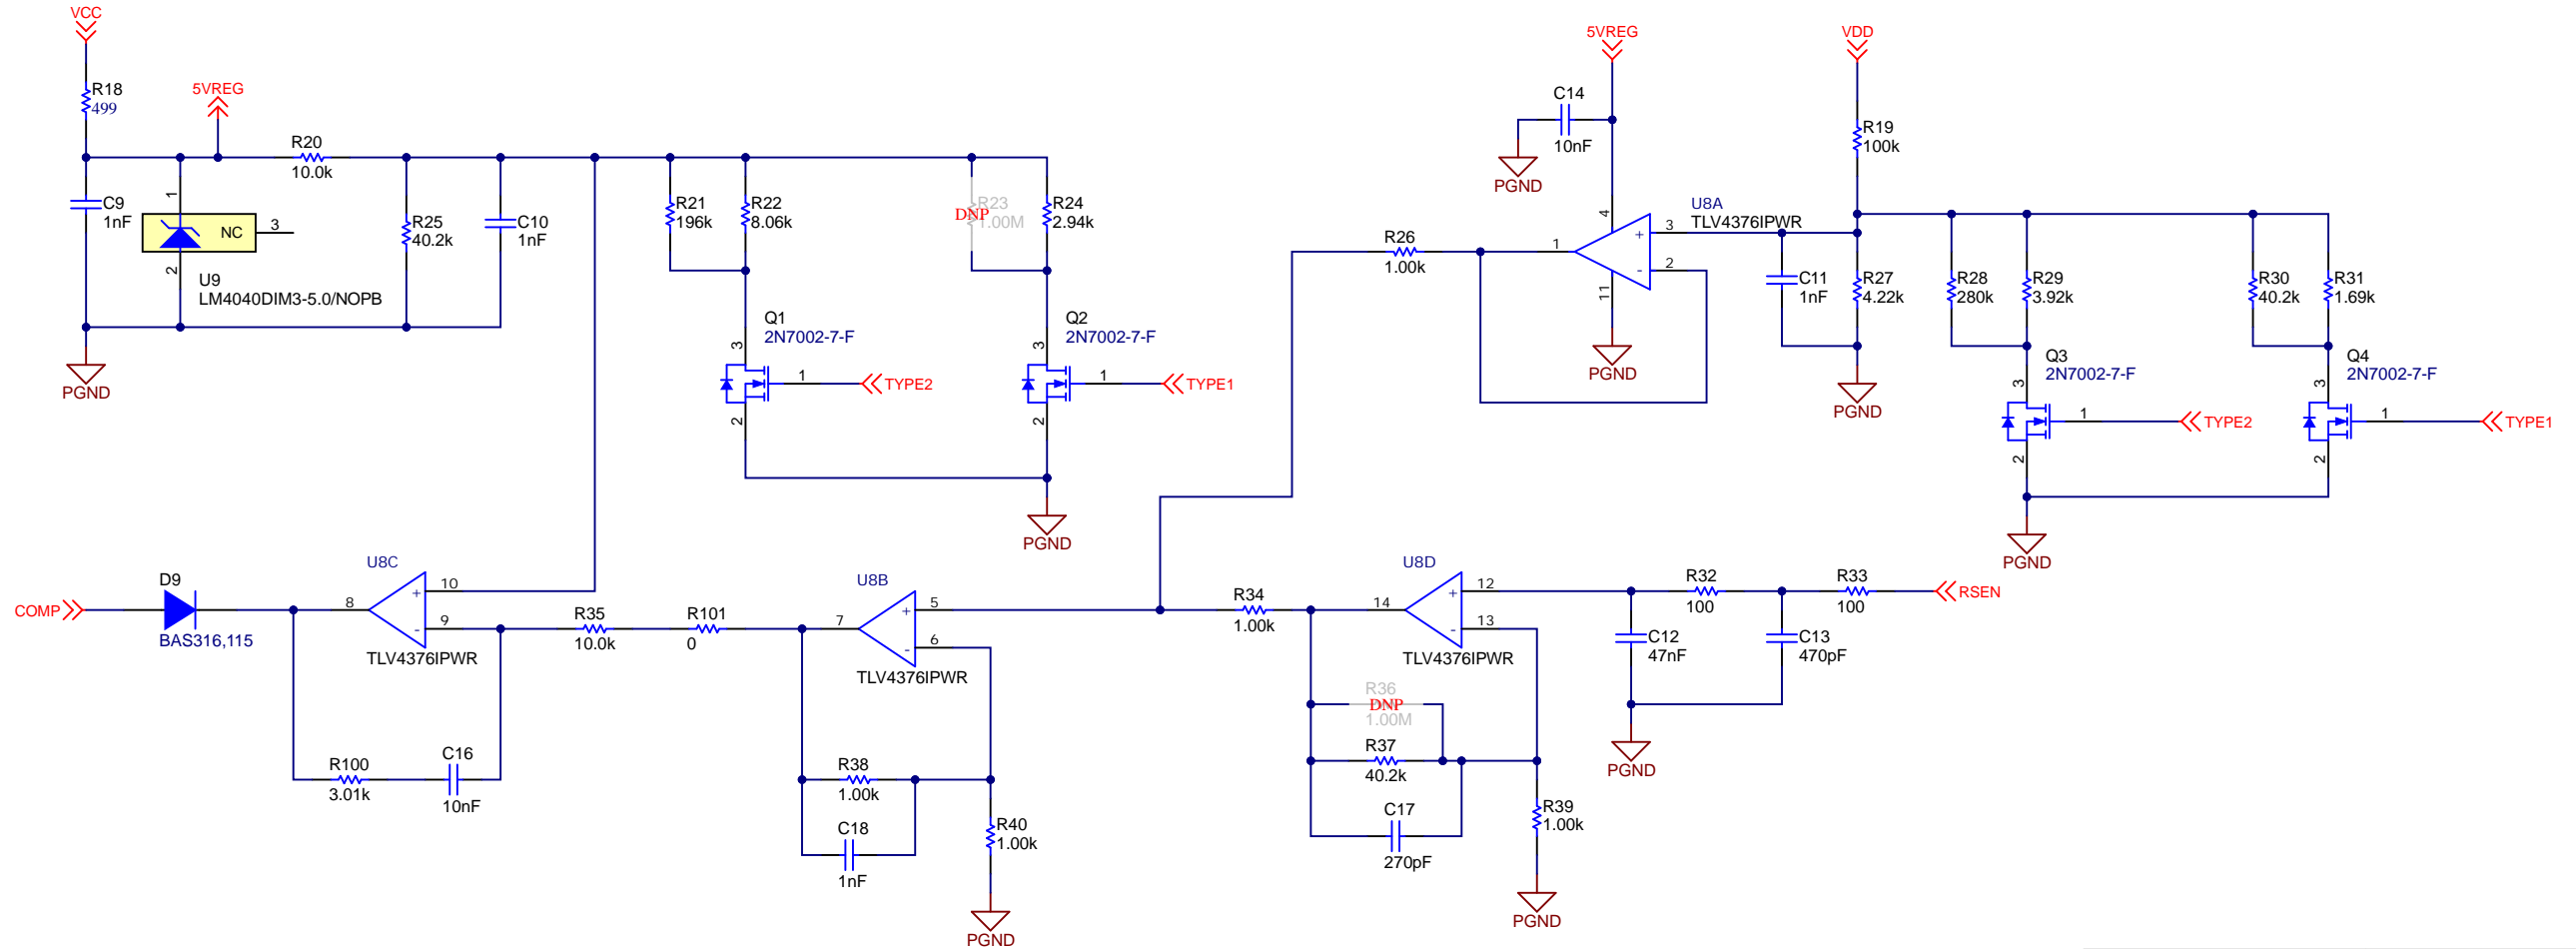 VCC
R18
499
5VREG
R20
10.0k
C9
1nF
1
NC
3
2
U9
LM4040DIM3-5.0/NOPB
R25
40.2k
C10
1nF
PGND
R21
196k
R22
8.06k
R23
DNP
1.00M
R24
2.94k
Q1
2N7002-7-F
3
1
TYPE2
2
Q2
2N7002-7-F
3
1
TYPE1
2
PGND
5VREG
C14
10nF
PGND
4
U8A
TLV4376IPWR
+
3
-
2
1
11
PGND
R26
1.00k
VDD
R19
100k
C11
1nF
R27
4.22k
PGND
R28
280k
R29
3.92k
R30
40.2k
R31
1.69k
Q3
2N7002-7-F
3
1
TYPE2
2
Q4
2N7002-7-F
3
1
TYPE1
2
PGND
COMP
D9
BAS316,115
U8C
8
+
10
-
9
TLV4376IPWR
R100
3.01k
C16
10nF
R35
10.0k
R101
0
U8B
7
+
5
-
6
TLV4376IPWR
R38
1.00k
C18
1nF
R40
1.00k
PGND
R34
1.00k
U8D
14
+
12
-
13
TLV4376IPWR
R36
DNP
1.00M
R37
40.2k
C17
270pF
R39
1.00k
PGND
R32
100
R33
100
RSEN
C12
47nF
C13
470pF
PGND